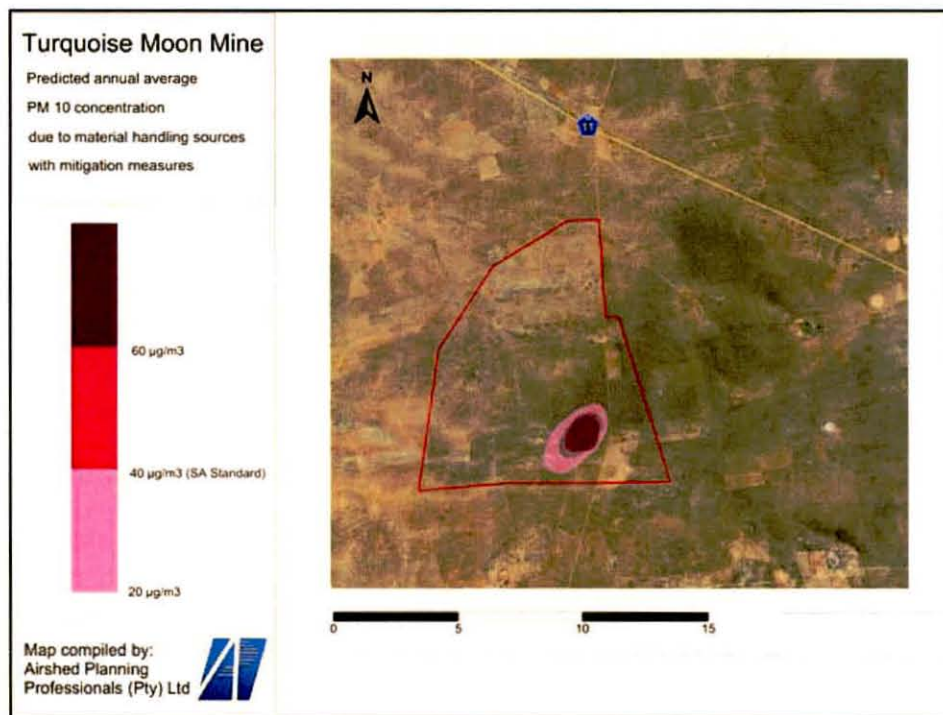 Turquoise Moon Mine
Predicted annual average
PM 10 concentration
due to material handling sources
with mitigation measures
60 µg/m3
40 µg/m3 (SA Standard)
20 µg/m3
Map compiled by:
Airshed Planning
Professionals (Pty) Ltd
N
11
0 5 10 15